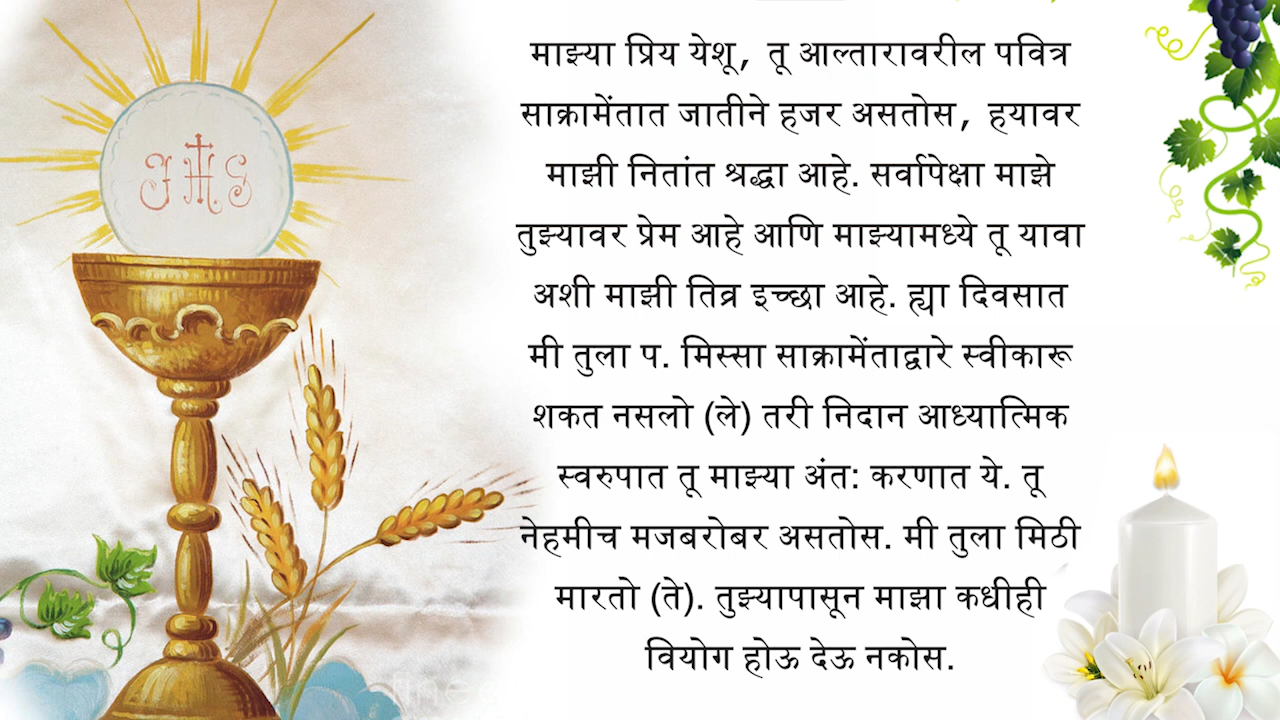 JHS
माझ्या प्रिय येशू, तू आल्तारावरील पवित्र
साक्रामेंतात जातीने हजर असतोस, हयावर
माझी नितांत श्रद्धा आहे. सर्वापेक्षा माझे
तुझ्यावर प्रेम आहे आणि माझ्यामध्ये तू यावा
अशी माझी तिव्र इच्छा आहे. ह्या दिवसात
मी तुला प. मिस्सा साक्रामेंताद्वारे स्वीकारू
शकत नसलो (ले) तरी निदान आध्यात्मिक
स्वरुपात तू माझ्या अंत: करणात ये. तू
नेहमीच मजबरोबर असतोस. मी तुला मिठी
मारतो (ते). तुझ्यापासून माझा कधीही
वियोग होऊ देऊ नकोस.